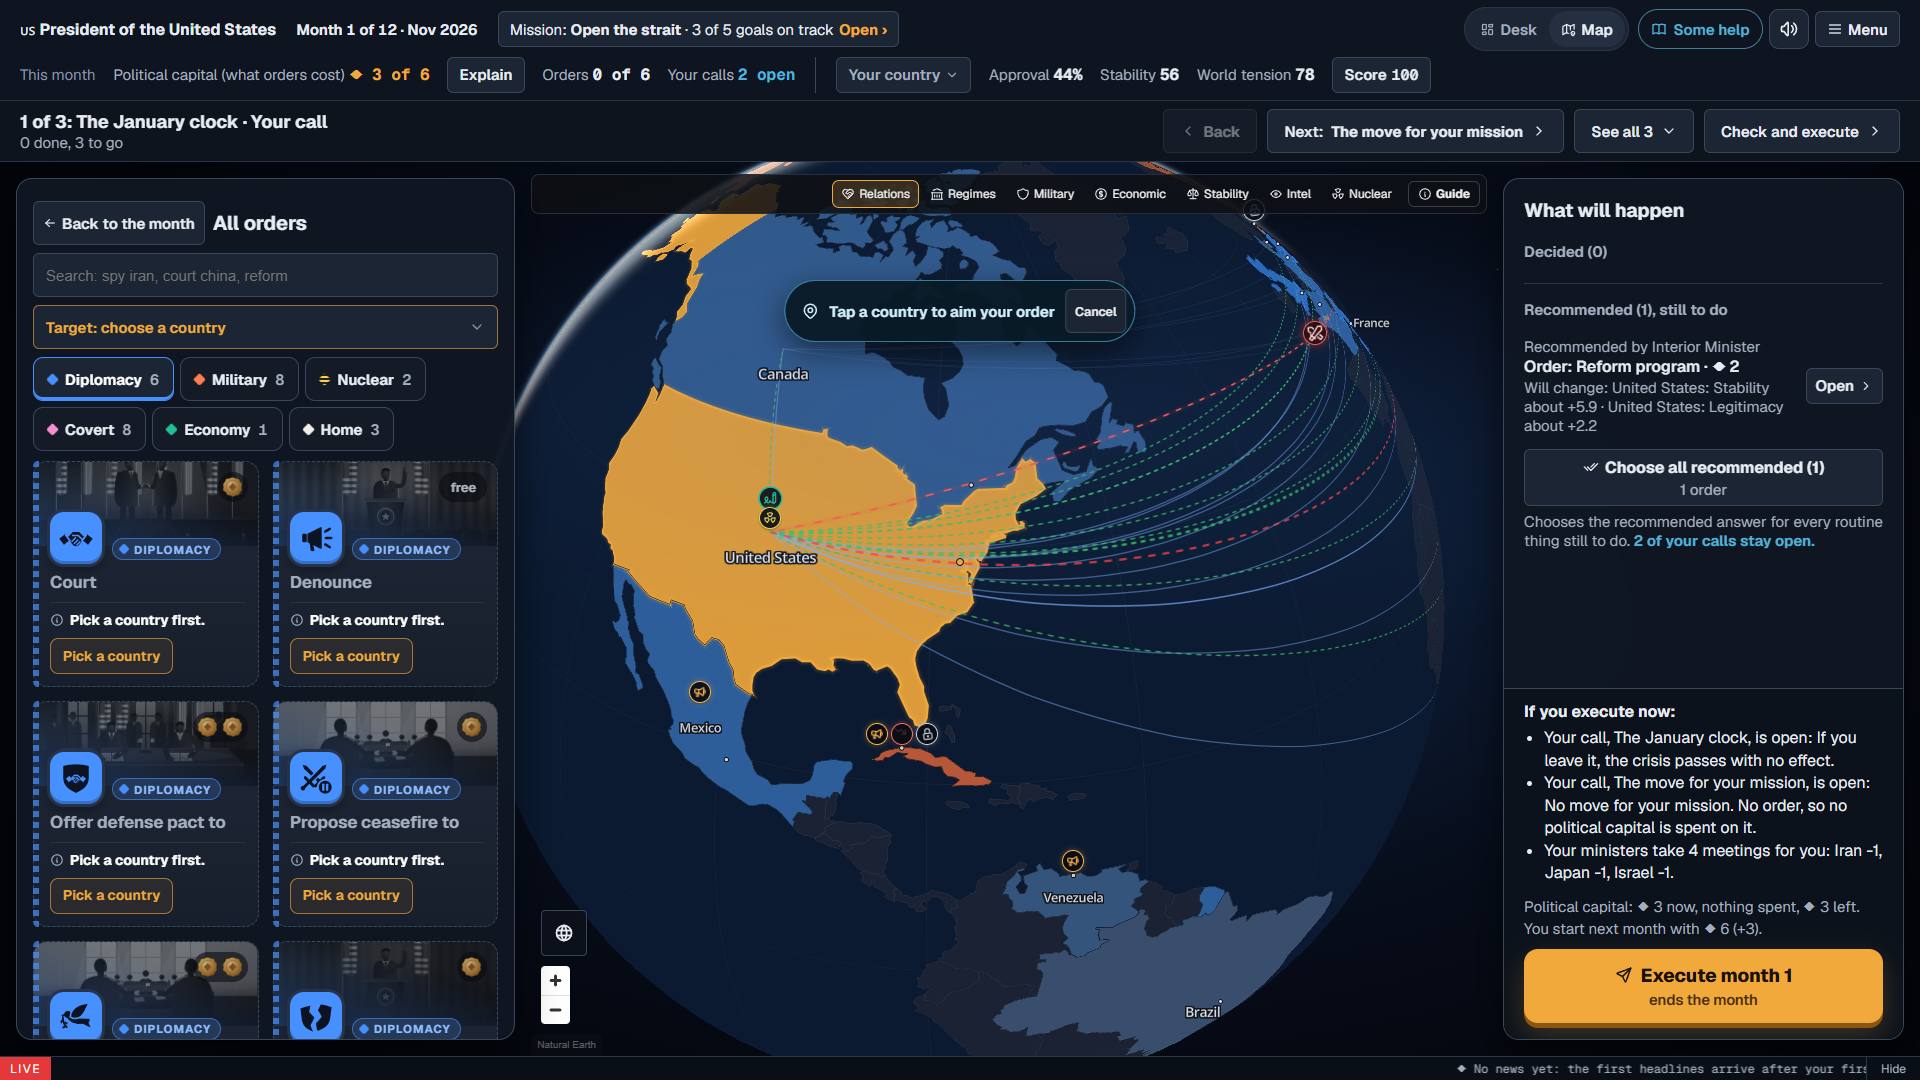 US President of the United States
Month 1 of 12 · Nov 2026
Mission: Open the strait · 3 of 5 goals on track Open ›
Desk
Map
Some help
Menu
This month
Political capital (what orders cost) ◆ 3 of 6
Explain
Orders 0 of 6
Your calls 2 open
Your country
Approval 44%
Stability 56
World tension 78
Score 100
1 of 3: The January clock · Your call
0 done, 3 to go
Back
Next: The move for your mission
See all 3
Check and execute
← Back to the month
All orders
Search: spy iran, court china, reform
Target: choose a country
Diplomacy 6
Military 8
Nuclear 2
Covert 8
Economy 1
Home 3
DIPLOMACY
Court
Pick a country first.
Pick a country
free
DIPLOMACY
Denounce
Pick a country first.
Pick a country
DIPLOMACY
Offer defense pact to
Pick a country first.
Pick a country
DIPLOMACY
Propose ceasefire to
Pick a country first.
Pick a country
DIPLOMACY
DIPLOMACY
Relations
Regimes
Military
Economic
Stability
Intel
Nuclear
Guide
Tap a country to aim your order
Cancel
France
Canada
United States
Mexico
Venezuela
Brazil
+
−
Natural Earth
What will happen
Decided (0)
Recommended (1), still to do
Recommended by Interior Minister
Order: Reform program · ◆ 2
Will change: United States: Stability
about +5.9 · United States: Legitimacy
about +2.2
Open
Choose all recommended (1)
1 order
Chooses the recommended answer for every routine
thing still to do. 2 of your calls stay open.
If you execute now:
• Your call, The January clock, is open: If you
leave it, the crisis passes with no effect.
• Your call, The move for your mission, is open:
No move for your mission. No order, so no
political capital is spent on it.
• Your ministers take 4 meetings for you: Iran -1,
Japan -1, Israel -1.
Political capital: ◆ 3 now, nothing spent, ◆ 3 left.
You start next month with ◆ 6 (+3).
Execute month 1
ends the month
LIVE
◆ No news yet: the first headlines arrive after your firs
Hide